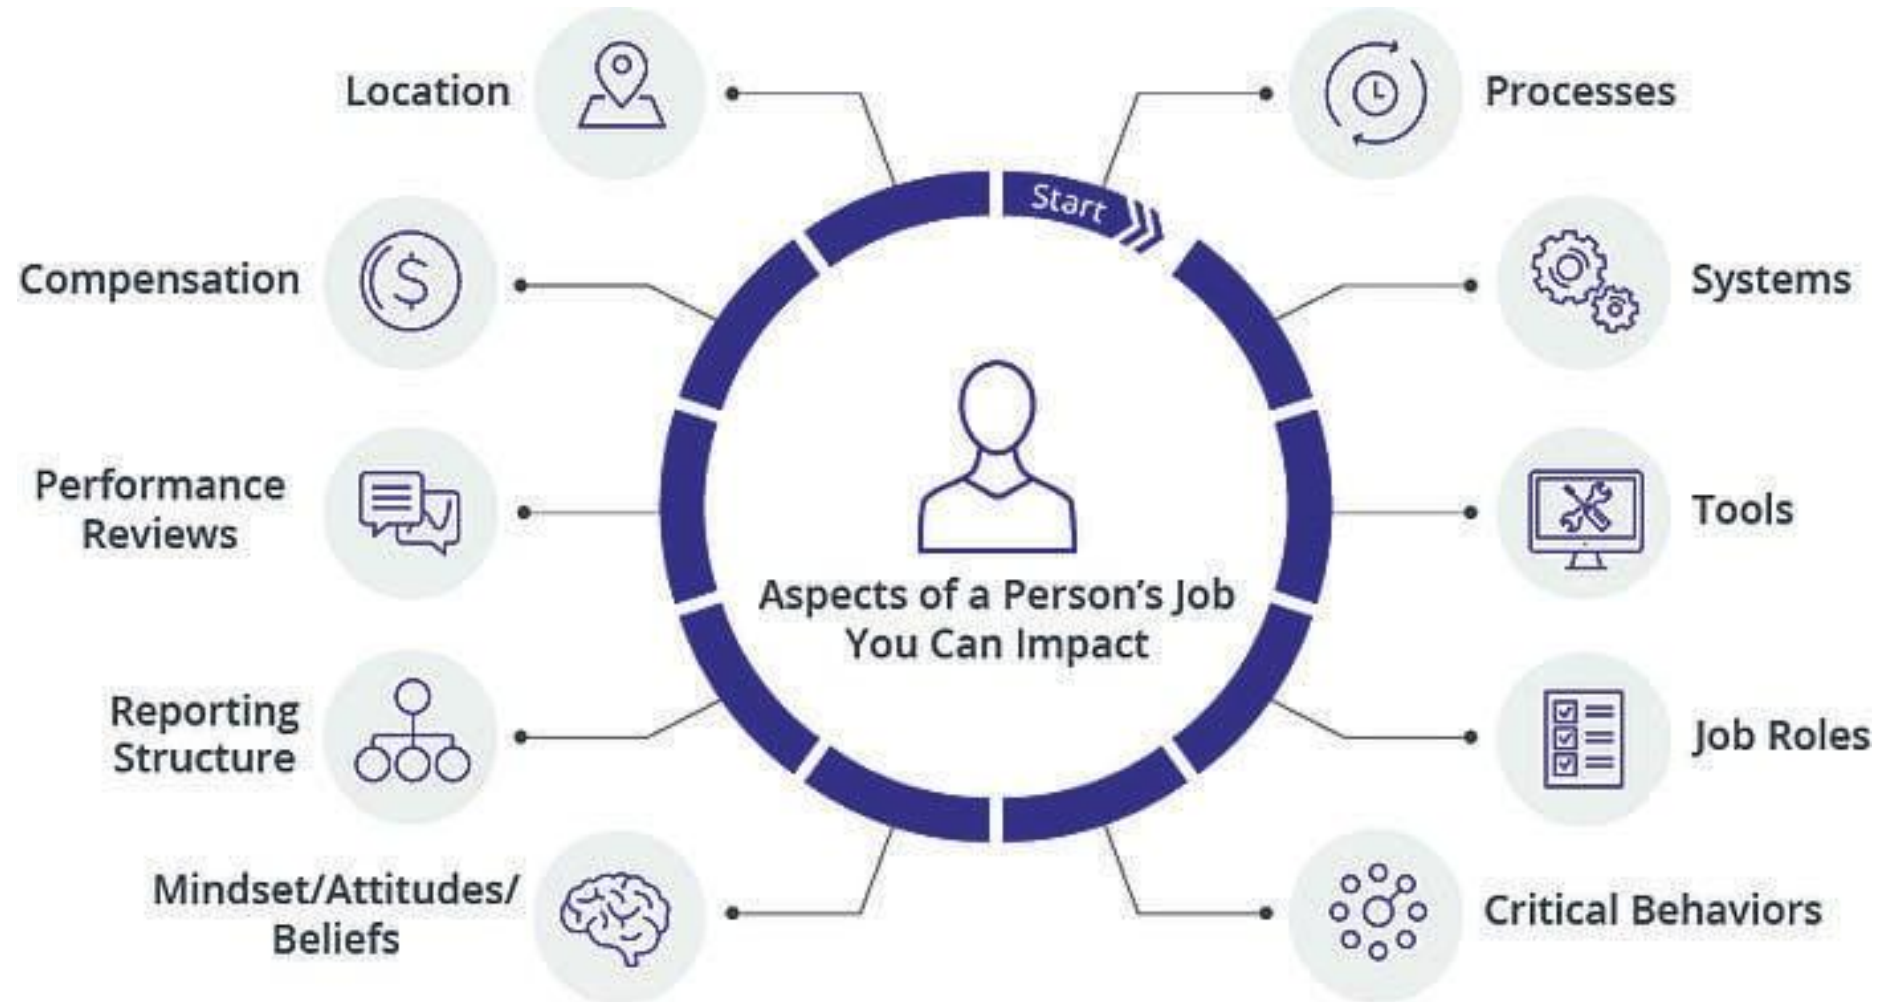 Start
Processes
Systems
Tools
Job Roles
Critical Behaviors
Mindset/Attitudes/
Beliefs
Reporting
Structure
Performance
Reviews
Compensation
Location
Aspects of a Person’s Job
You Can Impact